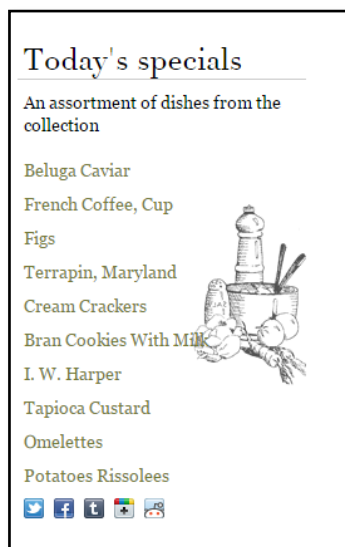 Today's specials
An assortment of dishes from the
collection
Beluga Caviar
French Coffee, Cup
Figs
Terrapin, Maryland
Cream Crackers
Bran Cookies With Milk
I. W. Harper
Tapioca Custard
Omelettes
Potatoes Rissolees